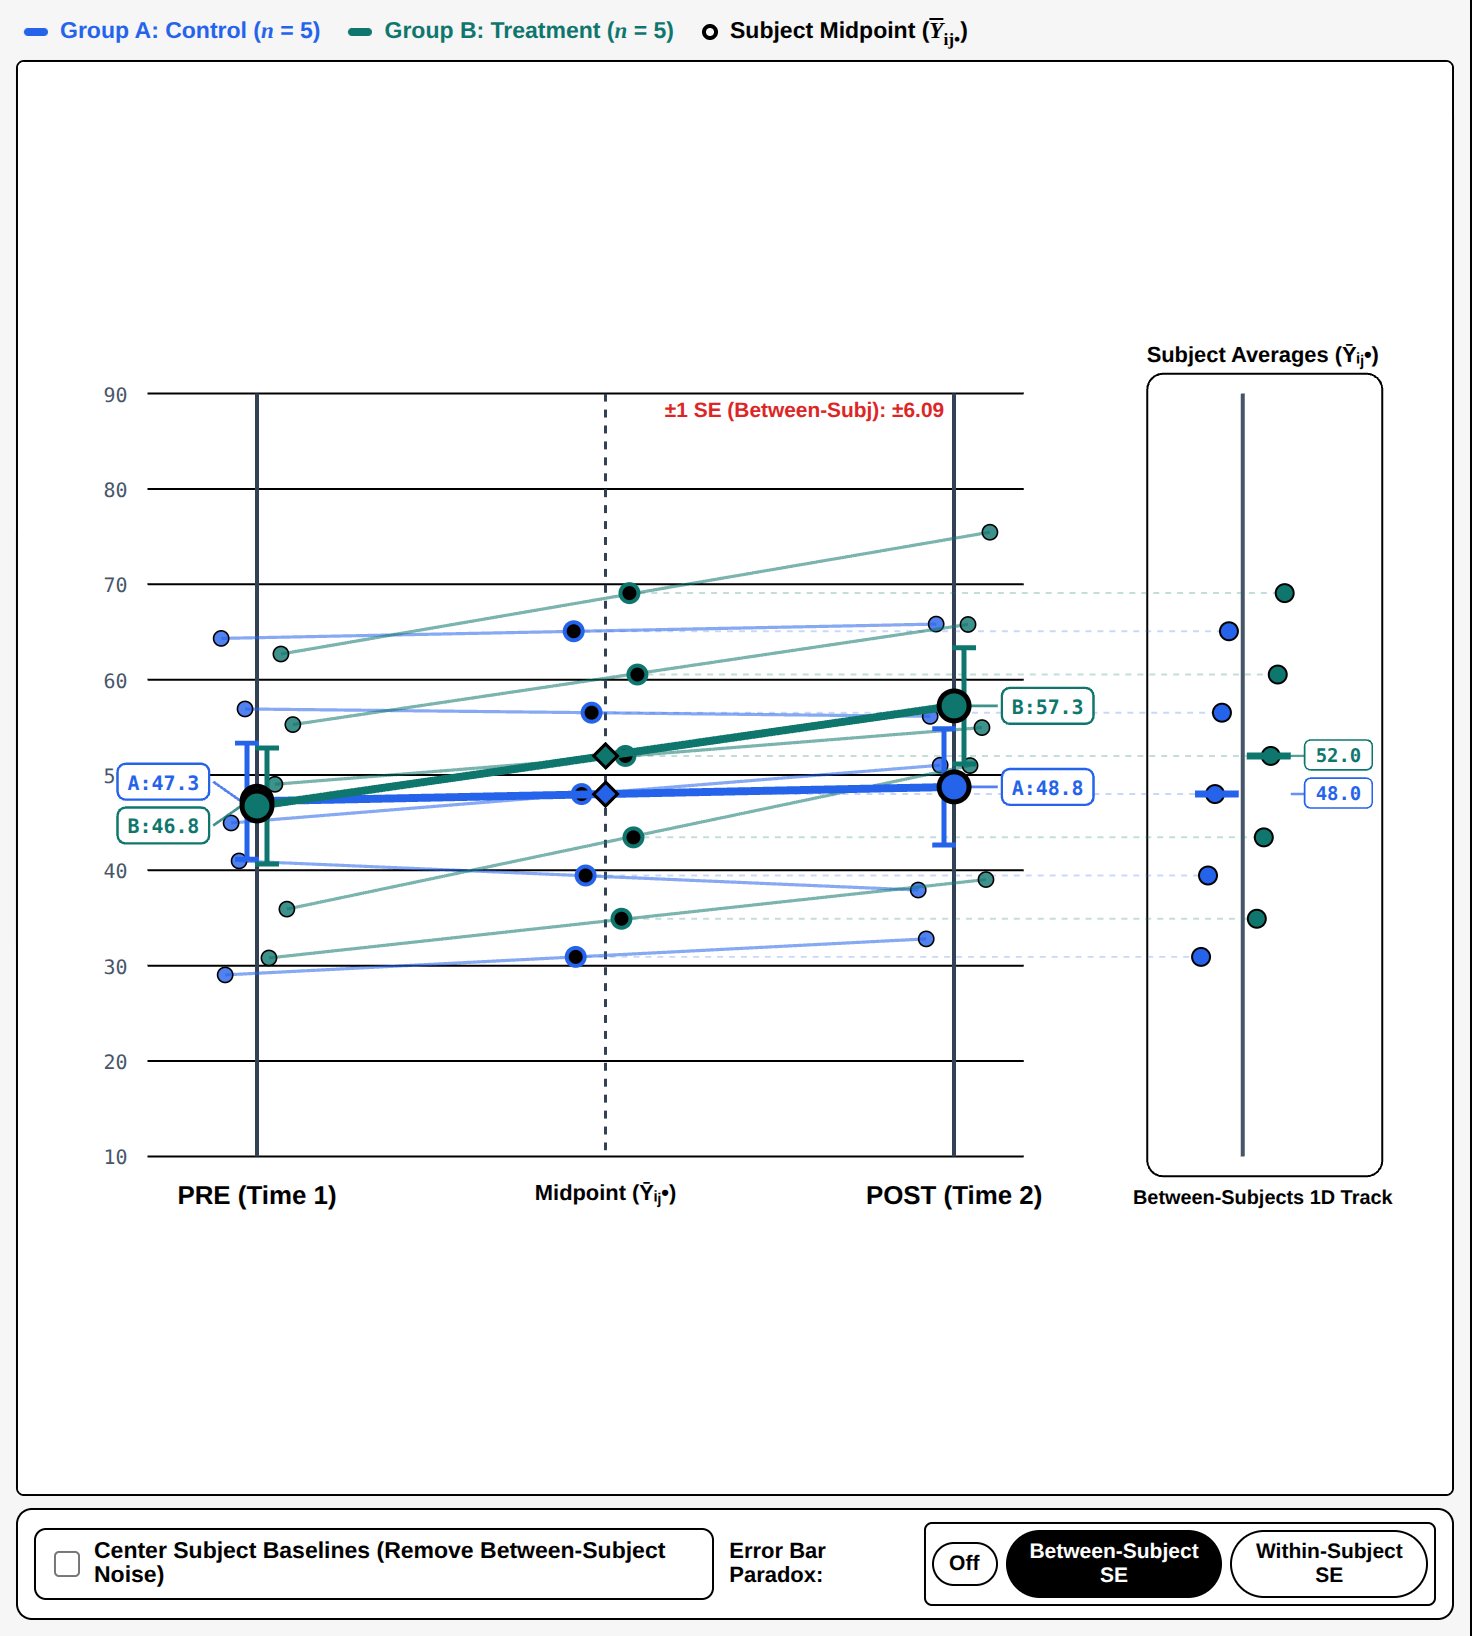 Group A: Control (n = 5) Group B: Treatment (n = 5) Subject Midpoint (Ȳij•)
Subject Averages (Ȳij•)
90
±1 SE (Between-Subj): ±6.09
80
70
60
B:57.3
52.0
5
A:47.3
A:48.8
48.0
B:46.8
40
30
20
10
PRE (Time 1) Midpoint (Ȳij•) POST (Time 2) Between-Subjects 1D Track
Center Subject Baselines (Remove Between-Subject
Noise)
Error Bar
Paradox:
Off
Between-Subject
SE
Within-Subject
SE